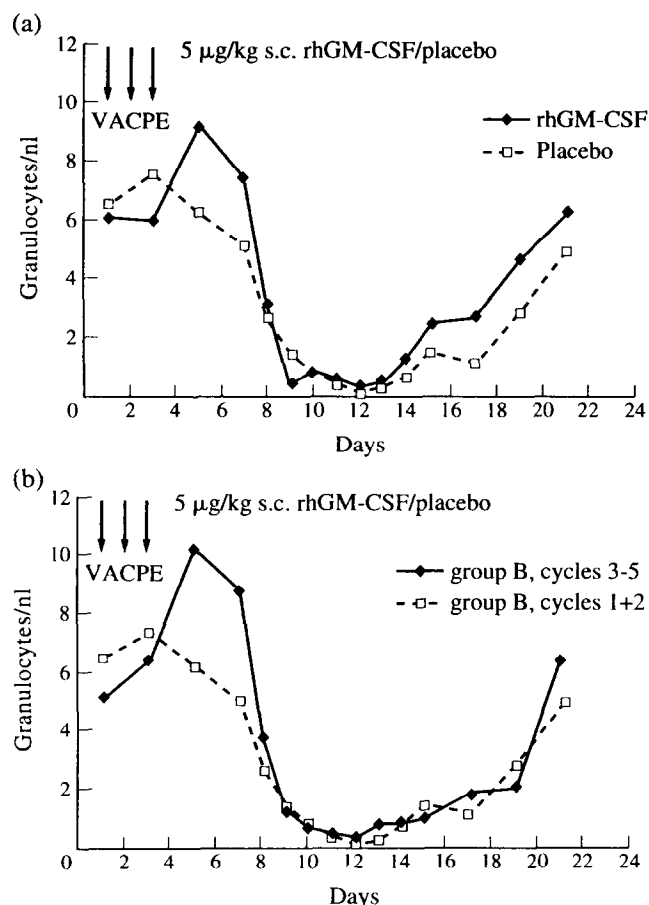 (a)
12
10
8
6
4
2
0
5 μg/kg s.c. rhGM-CSF/placebo
VACPE
rhGM-CSF
Placebo
Granulocytes/nl
2 4 6 8 10 12 14 16 18 20 22 24
Days
(b)
12
10
8
6
4
2
0
5 μg/kg s.c. rhGM-CSF/placebo
VACPE
group B, cycles 3-5
group B, cycles 1+2
Granulocytes/nl
2 4 6 8 10 12 14 16 18 20 22 24
Days